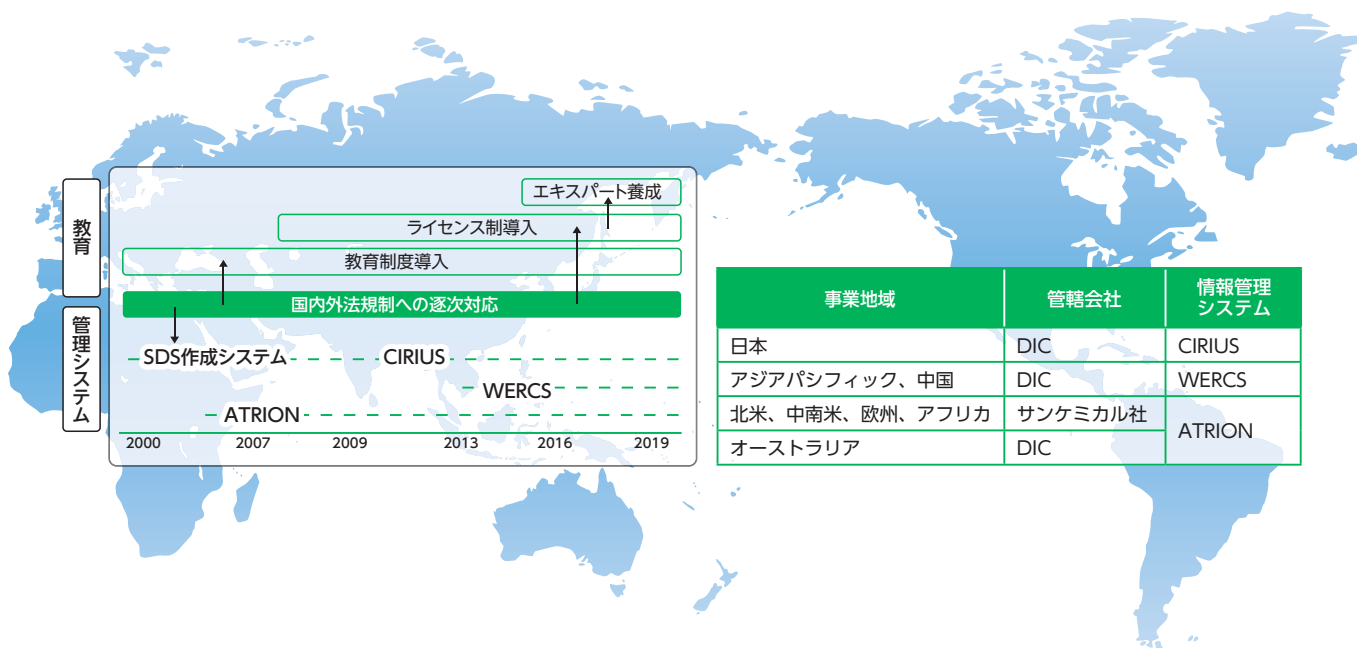 教育
エキスパート養成
ライセンス制導入
教育制度導入
国内外法規制への逐次対応
管理システム
SDS作成システム
CIRIUS
WERCS
ATRION
2000 2007 2009 2013 2016 2019
事業地域 管轄会社 情報管理
システム
日本 DIC CIRIUS
アジアパシフィック、中国 DIC WERCS
北米、中南米、欧州、アフリカ サンケミカル社 ATRION
オーストラリア DIC